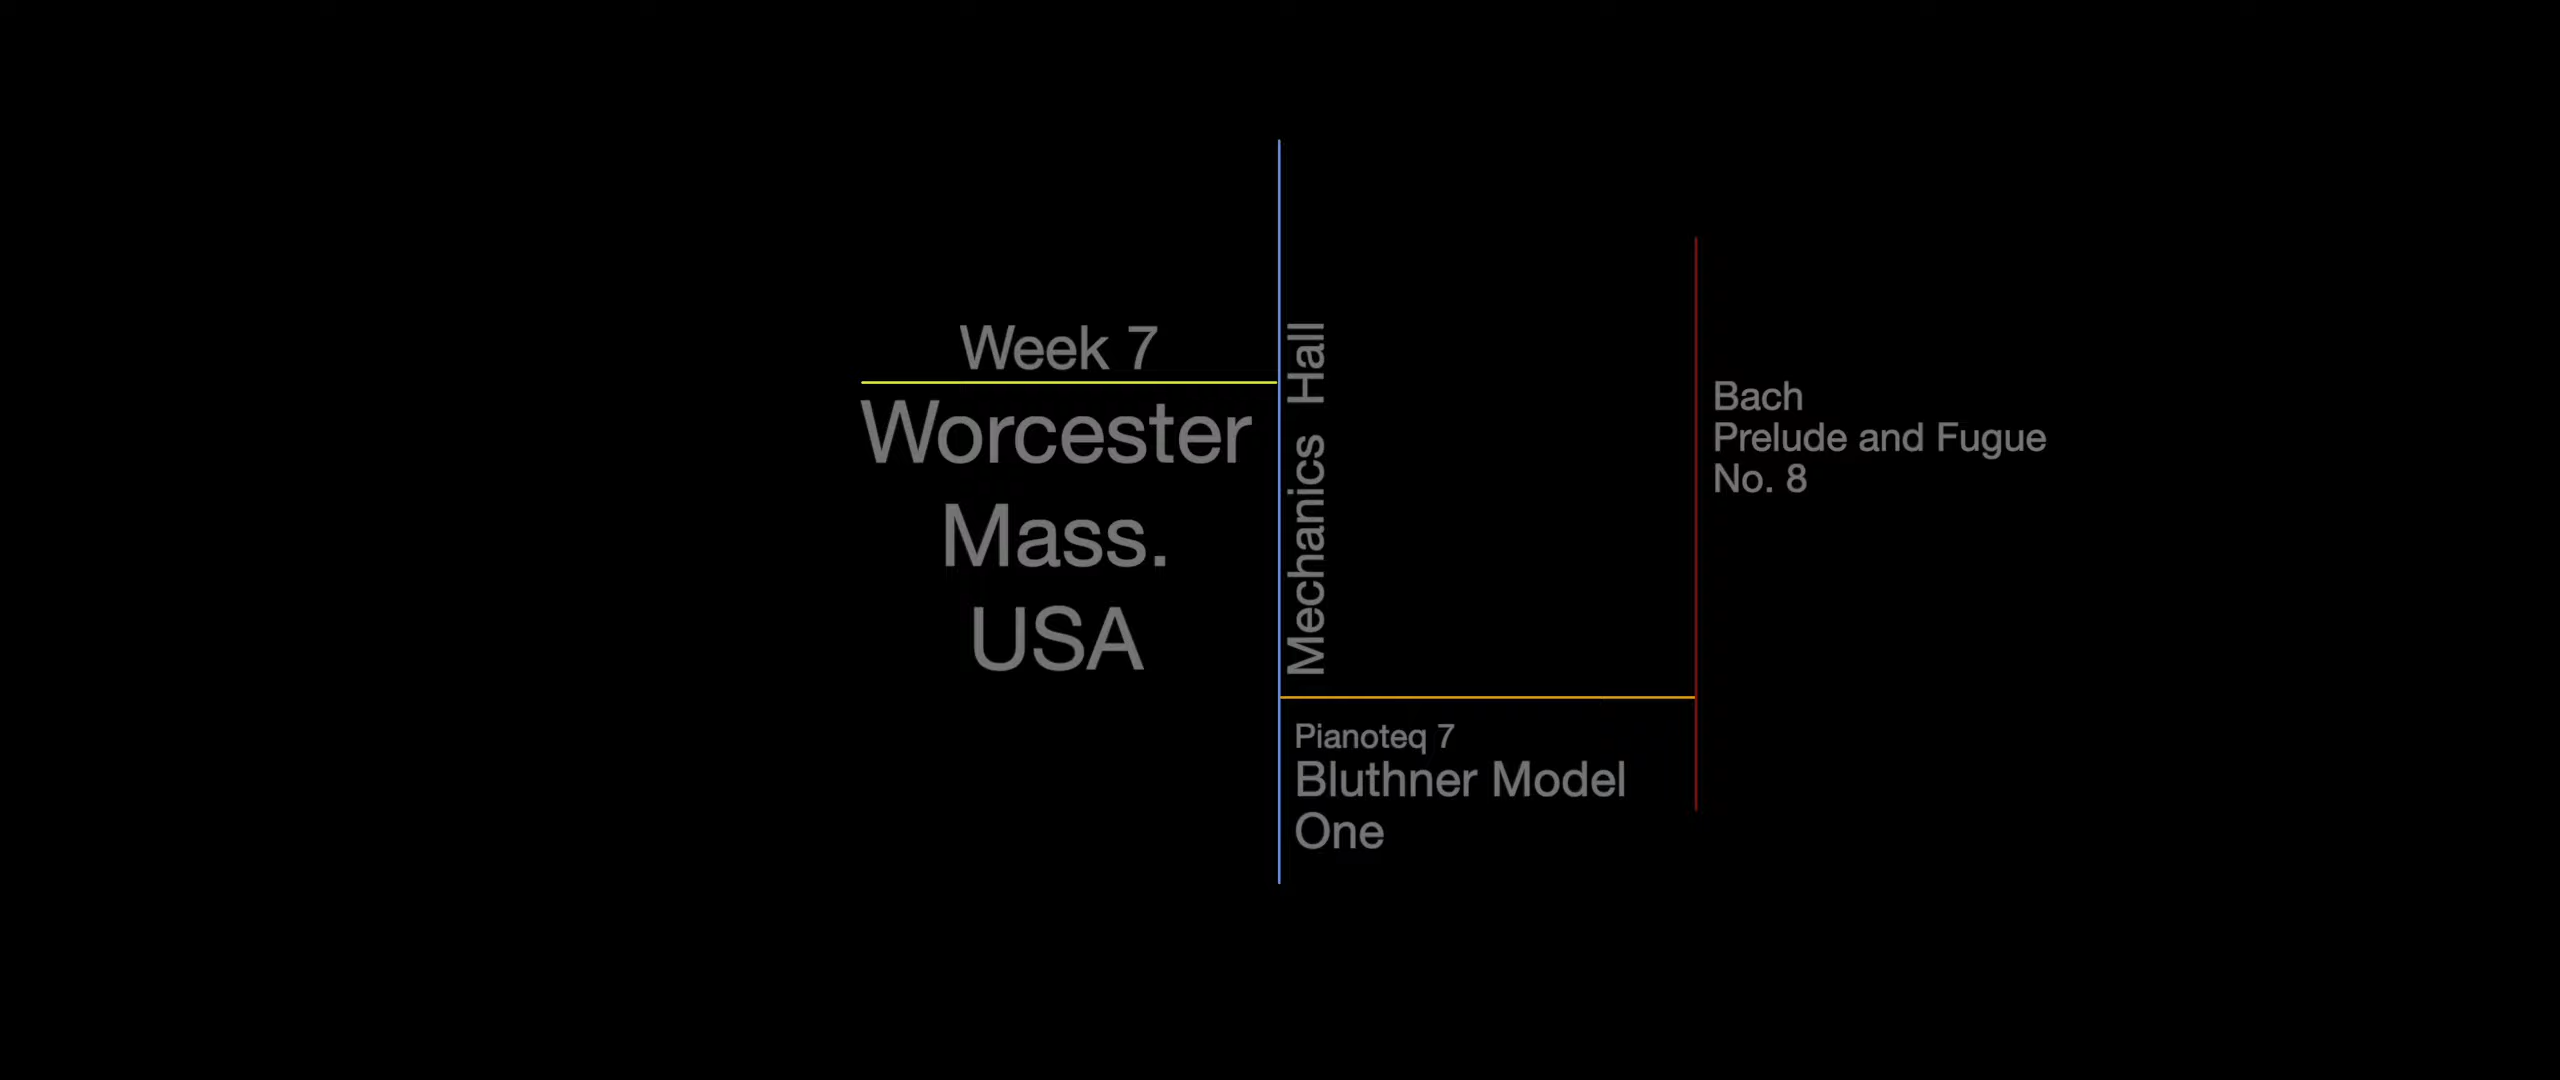 Week 7
Worcester
Mass.
USA
Mechanics Hall
Pianoteq 7
Bluthner Model
One
Bach
Prelude and Fugue
No. 8